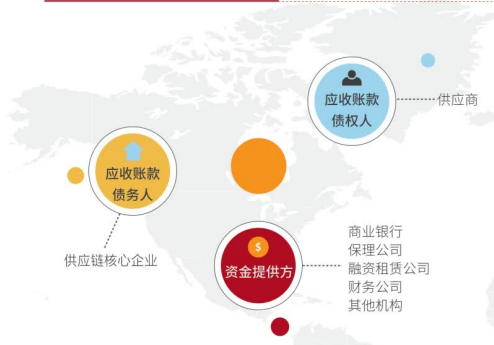 应收账款
债权人
供应商
应收账款
债务人
供应链核心企业
$
资金提供方
商业银行
保理公司
融资租赁公司
财务公司
其他机构